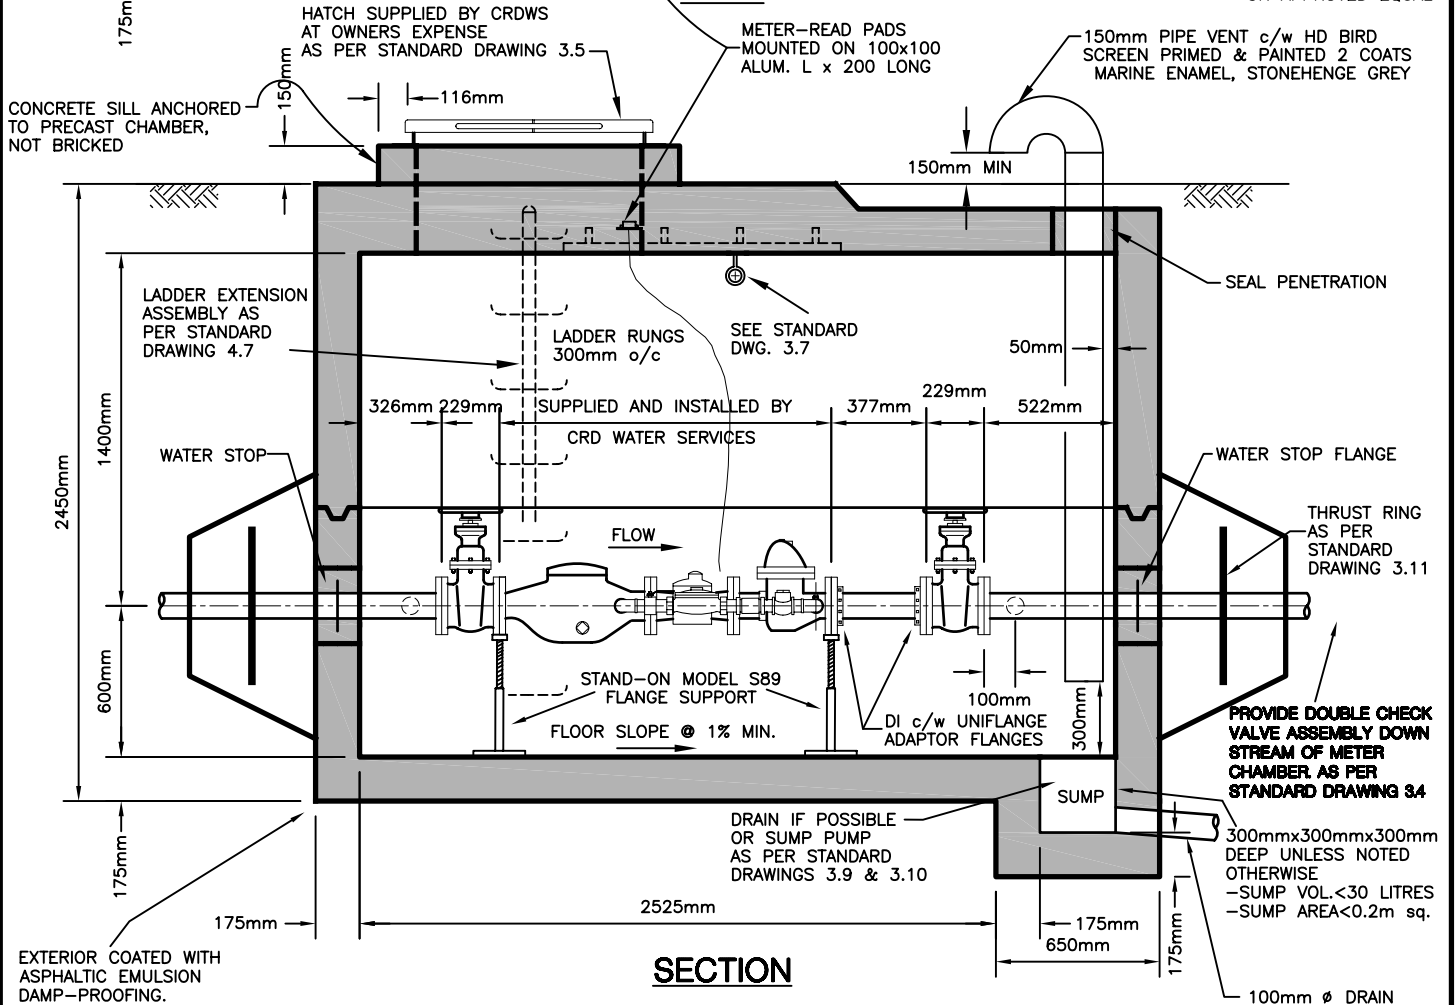 175mm
HATCH SUPPLIED BY CRDWS
AT OWNERS EXPENSE
AS PER STANDARD DRAWING 3.5
METER-READ PADS
MOUNTED ON 100x100
ALUM. L x 200 LONG
150mm PIPE VENT c/w HD BIRD
SCREEN PRIMED & PAINTED 2 COATS
MARINE ENAMEL, STONEHENGE GREY
150mm
116mm
CONCRETE SILL ANCHORED
TO PRECAST CHAMBER,
NOT BRICKED
150mm MIN
SEAL PENETRATION
LADDER EXTENSION
ASSEMBLY AS
PER STANDARD
DRAWING 4.7
LADDER RUNGS
300mm o/c
SEE STANDARD
DWG. 3.7
50mm
326mm
229mm
SUPPLIED AND INSTALLED BY
CRD WATER SERVICES
377mm
229mm
522mm
1400mm
2450mm
WATER STOP
WATER STOP FLANGE
THRUST RING
AS PER
STANDARD
DRAWING 3.11
FLOW
600mm
STAND-ON MODEL S89
FLANGE SUPPORT
FLOOR SLOPE @ 1% MIN.
100mm
DI c/w UNIFLANGE
ADAPTOR FLANGES
300mm
PROVIDE DOUBLE CHECK
VALVE ASSEMBLY DOWN
STREAM OF METER
CHAMBER. AS PER
STANDARD DRAWING 3.4
SUMP
DRAIN IF POSSIBLE
OR SUMP PUMP
AS PER STANDARD
DRAWINGS 3.9 & 3.10
300mmx300mmx300mm
DEEP UNLESS NOTED
OTHERWISE
-SUMP VOL.<30 LITRES
-SUMP AREA<0.2m sq.
175mm
175mm
2525mm
175mm
650mm
175mm
EXTERIOR COATED WITH
ASPHALTIC EMULSION
DAMP-PROOFING.
SECTION
100mm ø DRAIN